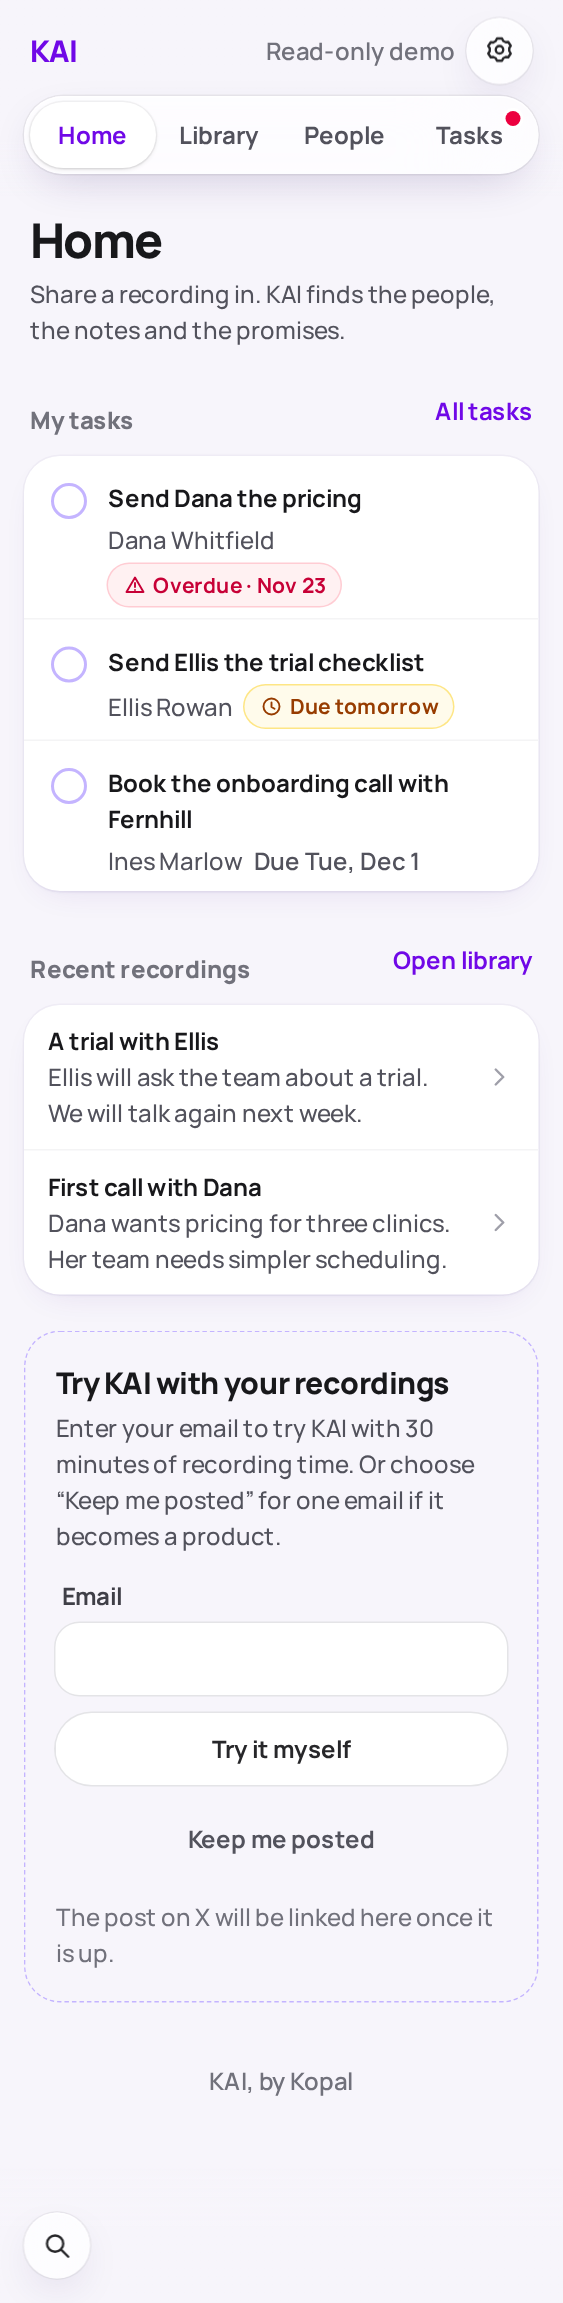 KAI
Read-only demo
Home
Library
People
Tasks
Home
Share a recording in. KAI finds the people,
the notes and the promises.
My tasks
All tasks
Send Dana the pricing
Dana Whitfield
Overdue · Nov 23
Send Ellis the trial checklist
Ellis Rowan
Due tomorrow
Book the onboarding call with
Fernhill
Ines Marlow Due Tue, Dec 1
Recent recordings
Open library
A trial with Ellis
Ellis will ask the team about a trial.
We will talk again next week.
First call with Dana
Dana wants pricing for three clinics.
Her team needs simpler scheduling.
Try KAI with your recordings
Enter your email to try KAI with 30
minutes of recording time. Or choose
“Keep me posted” for one email if it
becomes a product.
Email
Try it myself
Keep me posted
The post on X will be linked here once it
is up.
KAI, by Kopal